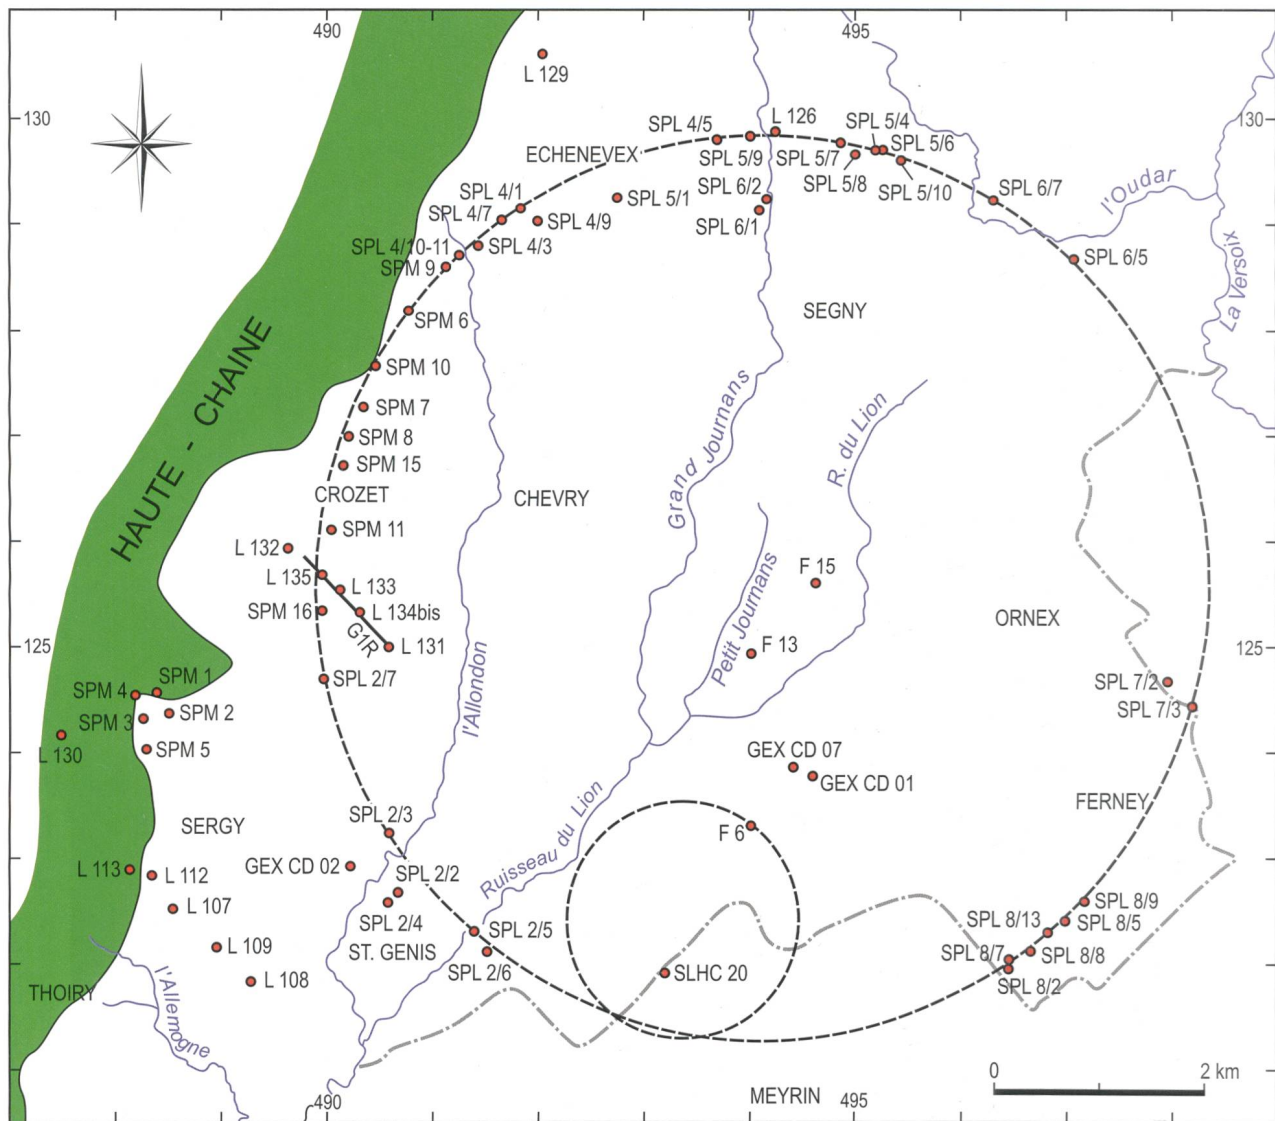 490
495
L 129
130
130
L 126
SPL 4/5
SPL 5/4
SPL 5/6
ECHENEVEX
SPL 5/9
SPL 5/7
SPL 5/8
SPL 5/10
l'Oudar
SPL 4/1
SPL 6/2
SPL 6/7
SPL 4/7
SPL 5/1
SPL 4/9
SPL 6/1
SPL 4/10-11
SPL 4/3
SPM 9
SPL 6/5
La Versoix
SPM 6
SEGNY
HAUTE - CHAINE
SPM 10
SPM 7
Grand Journans
R. du Lion
SPM 8
SPM 15
CROZET
CHEVRY
SPM 11
L 132
L 135
L 133
F 15
SPM 16
L 134bis
ORNEX
G1R
L 131
Petit Journans
F 13
125
125
SPM 1
SPL 2/7
l'Allondon
SPM 4
SPL 7/2
SPM 3
SPM 2
SPL 7/3
L 130
SPM 5
GEX CD 07
GEX CD 01
FERNEY
SPL 2/3
SERGY
F 6
Ruisseau du Lion
L 113
L 112
GEX CD 02
SPL 2/2
L 107
SPL 2/4
SPL 8/9
SPL 8/13
SPL 8/5
SPL 2/5
L 109
ST. GENIS
SPL 8/7
SPL 8/8
SPL 2/6
SLHC 20
L 108
SPL 8/2
THOIRY
l'Allemogne
0
2 km
490
MEYRIN
495